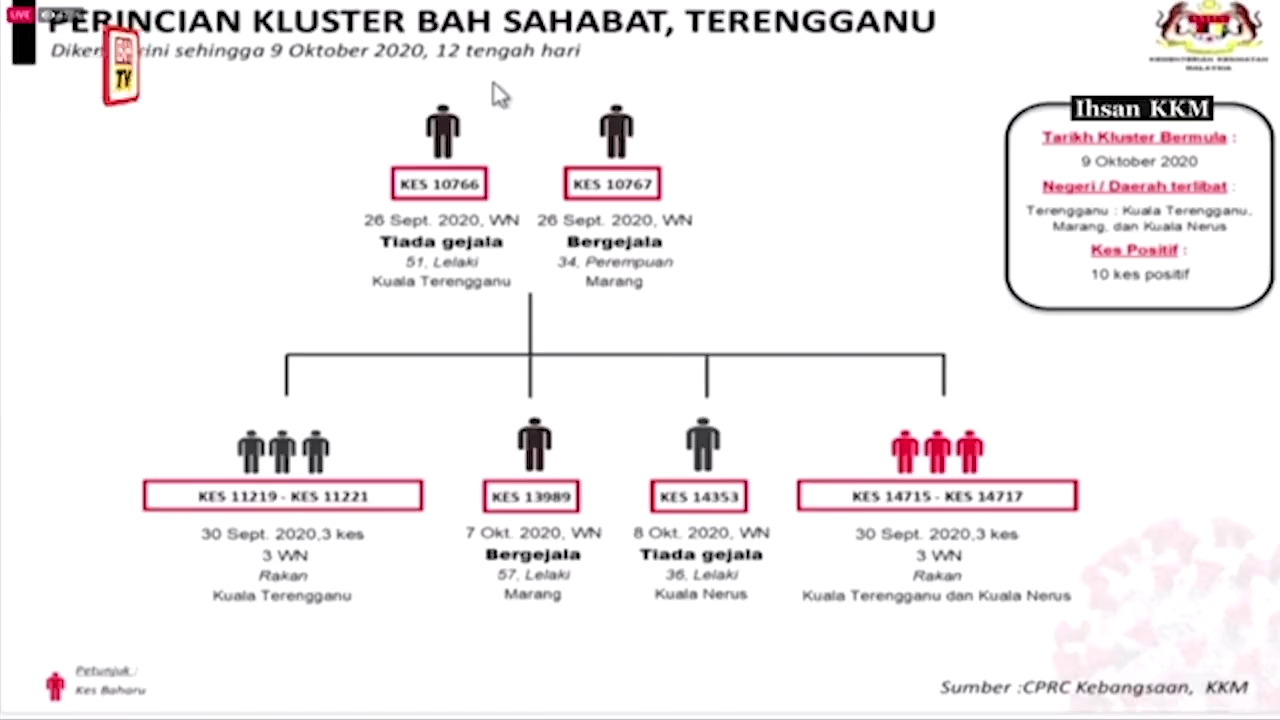 LIVE
PERINCIAN KLUSTER BAH SAHABAT, TERENGGANU
sehingga 9 Oktober 2020, 12 tengah hari
TV
KEMENTERIAN KESIHATAN
MALAYSIA
Ihsan KKM
Tarikh Kluster Bermula :
9 Oktober 2020
Negeri / Daerah terlibat :
Terengganu : Kuala Terengganu,
Marang, dan Kuala Nerus
Kes Positif :
10 kes positif
KES 10766
26 Sept. 2020, WN
Tiada gejala
51, Lelaki
Kuala Terengganu
KES 10767
26 Sept. 2020, WN
Bergejala
34, Perempuan
Marang
KES 11219 - KES 11221
30 Sept. 2020,3 kes
3 WN
Rakan
Kuala Terengganu
KES 13989
7 Okt. 2020, WN
Bergejala
57, Lelaki
Marang
KES 14353
8 Okt. 2020, WN
Tiada gejala
36, Lelaki
Kuala Nerus
KES 14715 - KES 14717
30 Sept. 2020,3 kes
3 WN
Rakan
Kuala Terengganu dan Kuala Nerus
Petunjuk :
Kes Baharu
Sumber :CPRC Kebangsaan, KKM